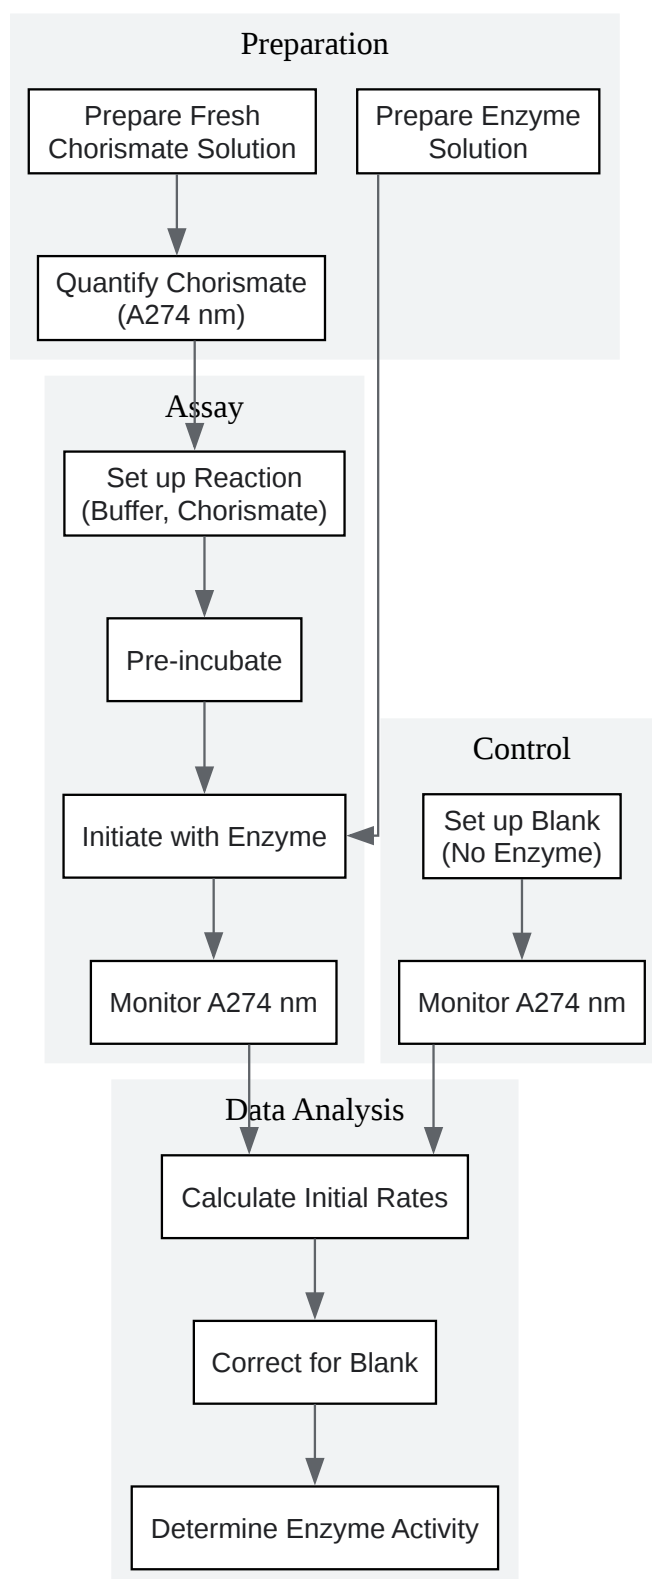 Preparation
Prepare Fresh
Chorismate Solution
Prepare Enzyme
Solution
Quantify Chorismate
(A274 nm)
Assay
Set up Reaction
(Buffer, Chorismate)
Pre-incubate
Initiate with Enzyme
Monitor A274 nm
Control
Set up Blank
(No Enzyme)
Monitor A274 nm
Data Analysis
Calculate Initial Rates
Correct for Blank
Determine Enzyme Activity